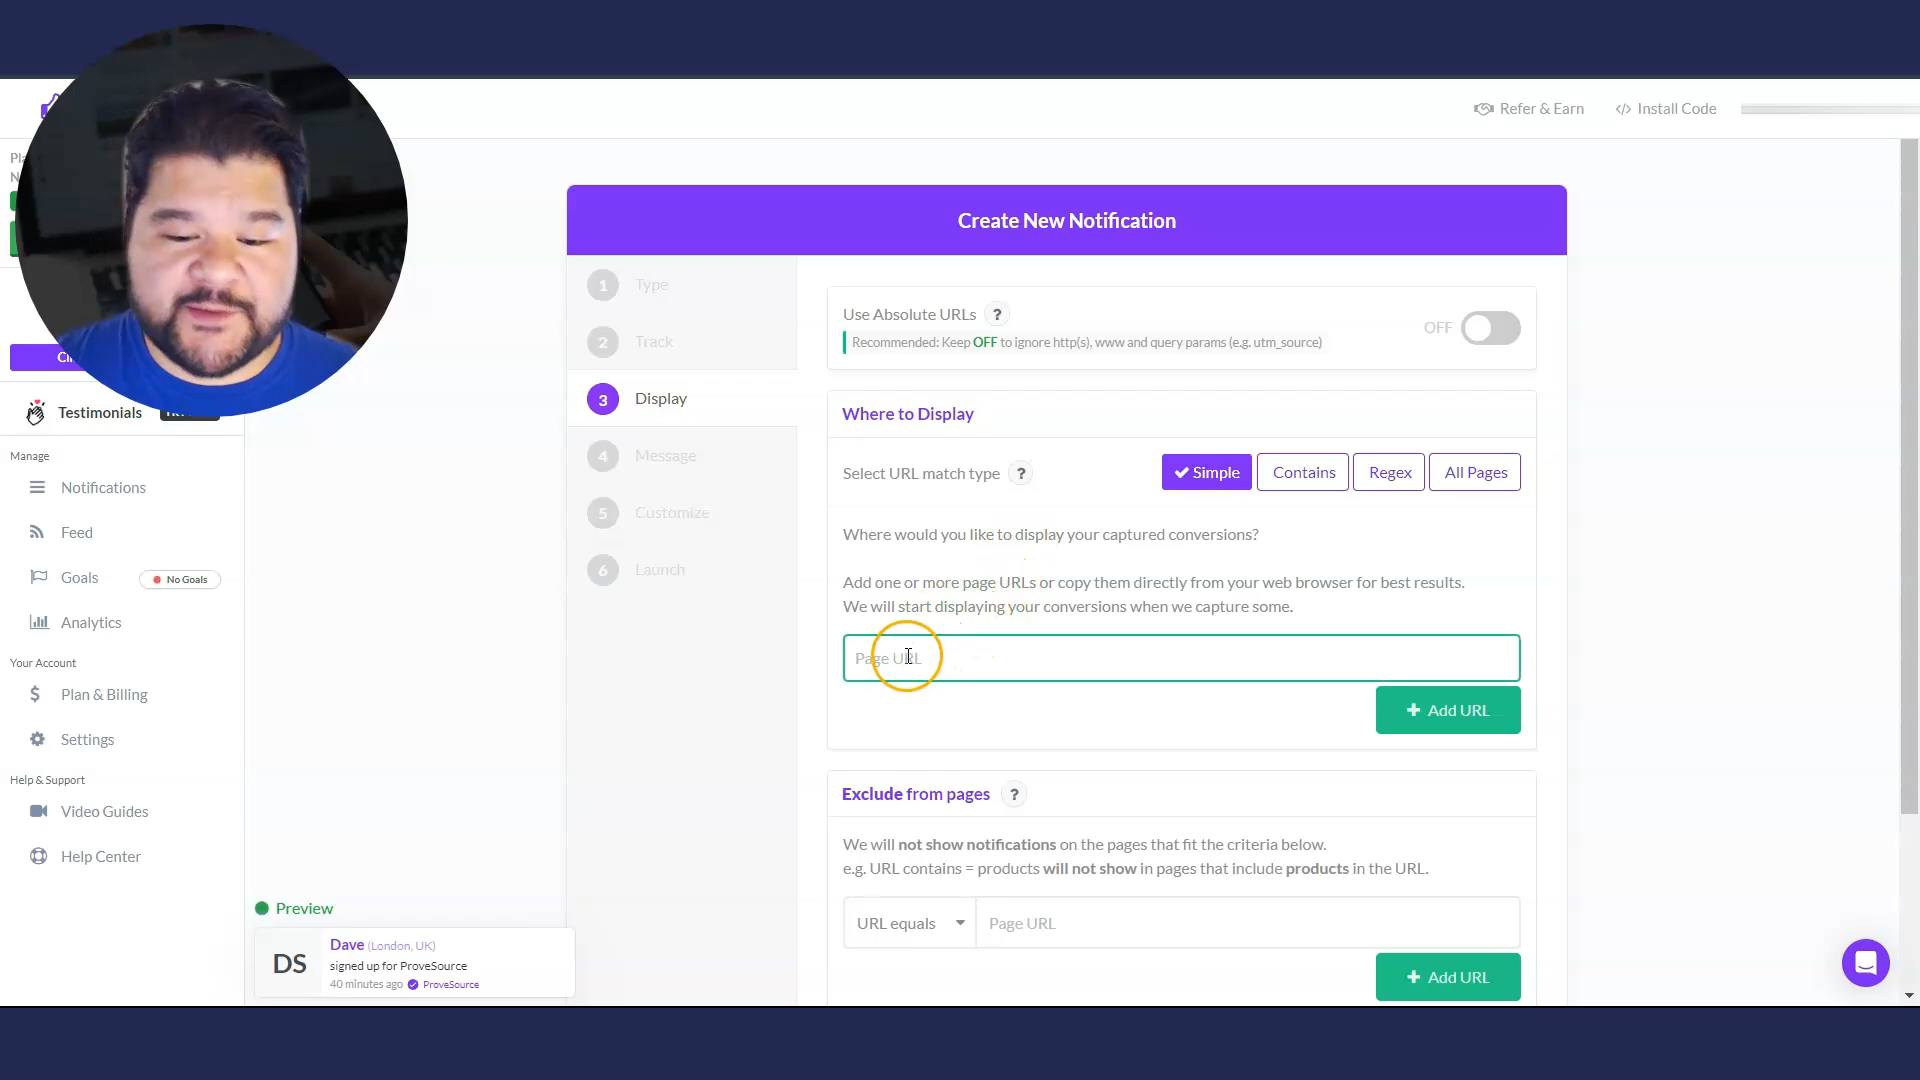 Refer & Earn
Install Code
Create New Notification
1 Type
2 Track
3 Display
4 Message
5 Customize
6 Launch
Use Absolute URLs ?
Recommended: Keep OFF to ignore http(s), www and query params (e.g. utm_source)
OFF
Where to Display
Select URL match type ?
Simple
Contains
Regex
All Pages
Where would you like to display your captured conversions?
Add one or more page URLs or copy them directly from your web browser for best results.
We will start displaying your conversions when we capture some.
Page URL
Add URL
Exclude from pages ?
We will not show notifications on the pages that fit the criteria below.
e.g. URL contains = products will not show in pages that include products in the URL.
URL equals
Page URL
Add URL
Testimonials
Manage
Notifications
Feed
Goals
No Goals
Analytics
Your Account
Plan & Billing
Settings
Help & Support
Video Guides
Help Center
Preview
DS
Dave (London, UK)
signed up for ProveSource
40 minutes ago
ProveSource